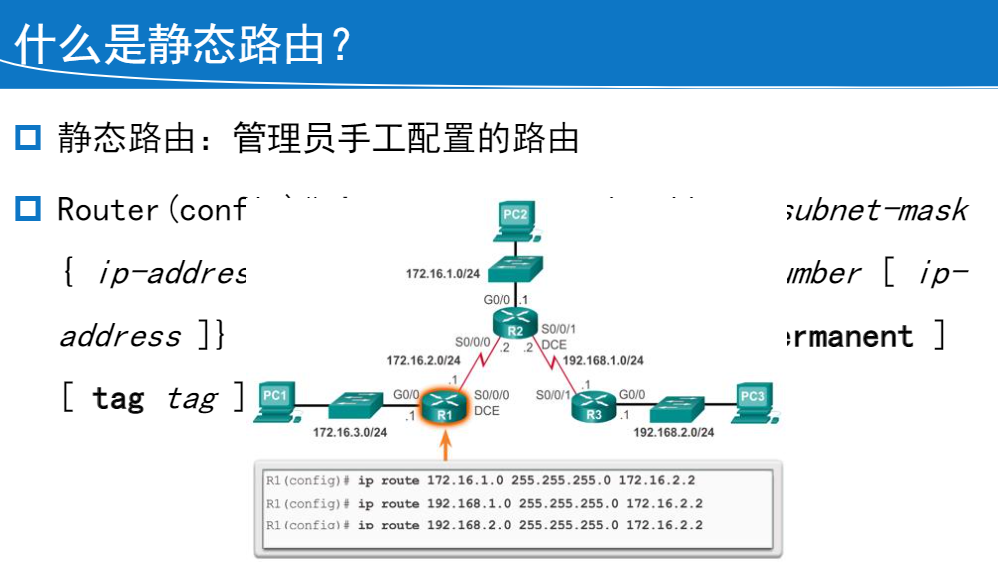 什么是静态路由？
静态路由：管理员手工配置的路由
Router(conf subnet-mask
{ ip-addres umber [ ip-
address ]} ermanent ]
[ tag tag ]
PC2
172.16.1.0/24
G0/0 .1
R2
S0/0/0 .2 .2 S0/0/1
DCE
172.16.2.0/24 192.168.1.0/24
.1 .1
PC1 G0/0 S0/0/0 S0/0/1 G0/0 PC3
.1 R1 DCE R3 .1
172.16.3.0/24 192.168.2.0/24
R1(config)# ip route 172.16.1.0 255.255.255.0 172.16.2.2
R1(config)# ip route 192.168.1.0 255.255.255.0 172.16.2.2
R1(config)# ip route 192.168.2.0 255.255.255.0 172.16.2.2